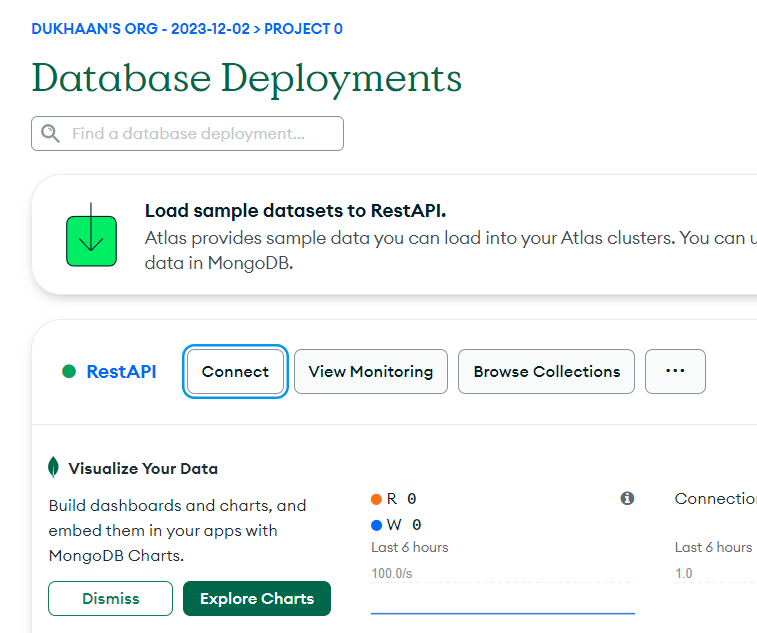 DUKHAAN'S ORG - 2023-12-02 > PROJECT 0
Database Deployments
Find a database deployment...
Load sample datasets to RestAPI.
Atlas provides sample data you can load into your Atlas clusters. You can u
data in MongoDB.
RestAPI
Connect
View Monitoring
Browse Collections
...
Visualize Your Data
Build dashboards and charts, and
embed them in your apps with
MongoDB Charts.
Dismiss
Explore Charts
R 0
W 0
Last 6 hours
100.0/s
Connectio
Last 6 hours
1.0